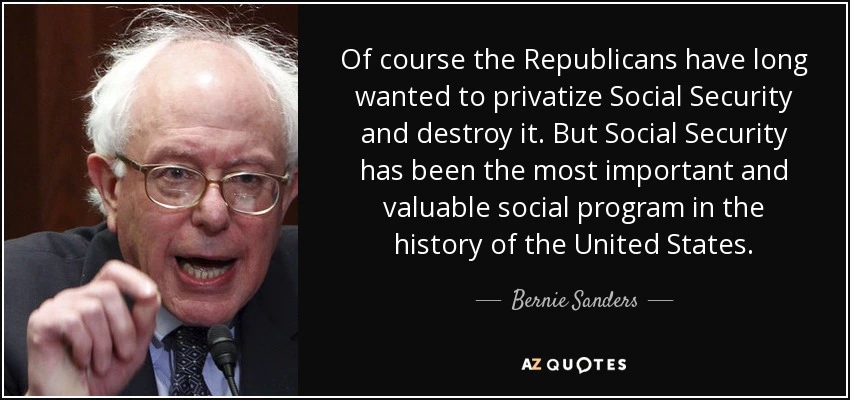 Of course the Republicans have long
wanted to privatize Social Security
and destroy it. But Social Security
has been the most important and
valuable social program in the
history of the United States.
Bernie Sanders
AZ QUOTES